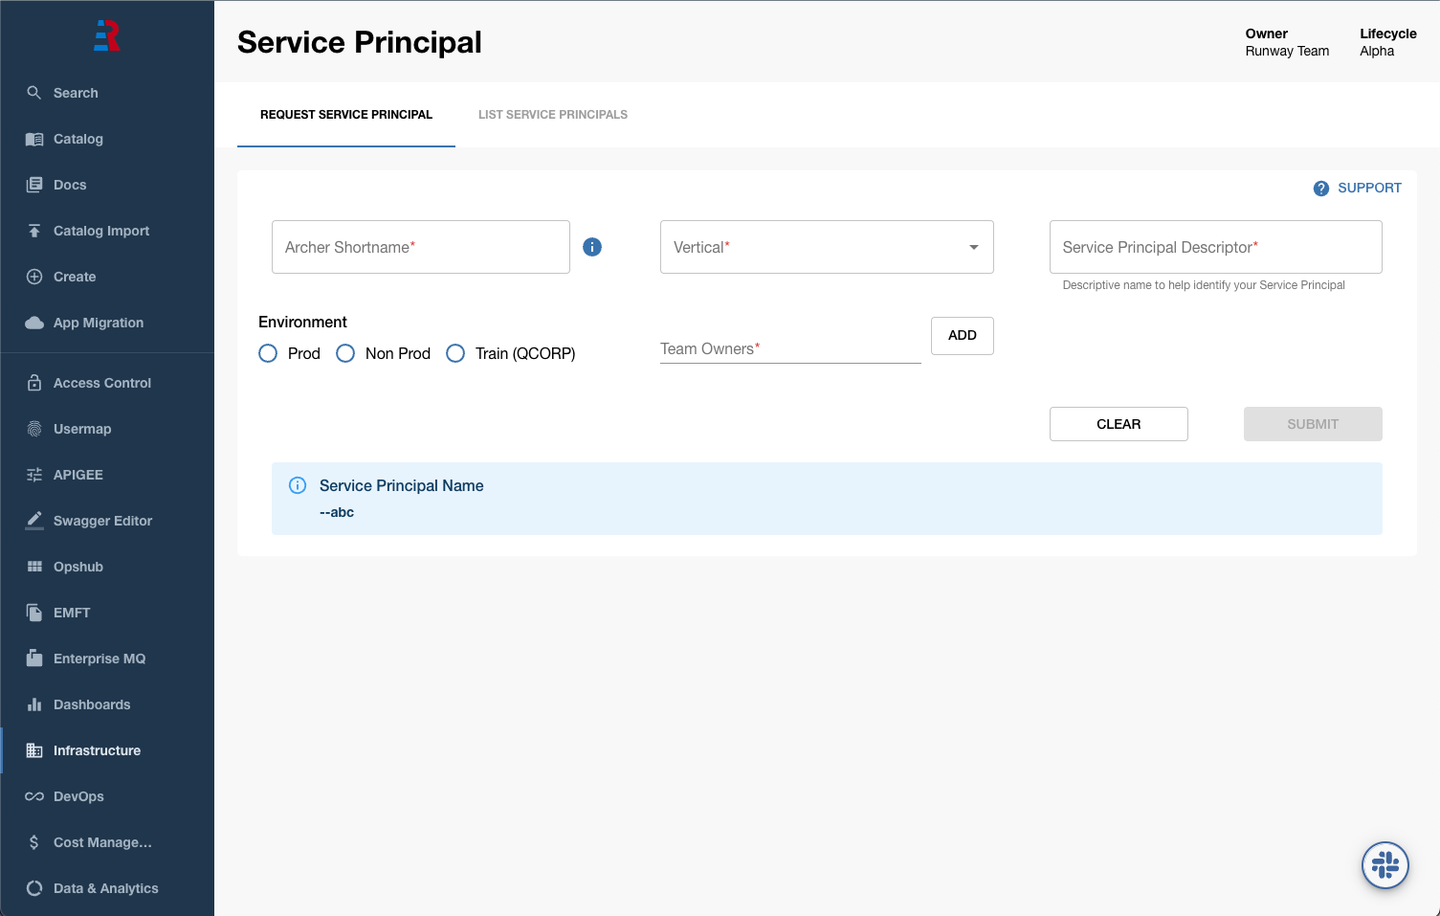 Service Principal
Owner
Runway Team
Lifecycle
Alpha
Search
Catalog
Docs
Catalog Import
Create
App Migration
Access Control
Usermap
APIGEE
Swagger Editor
Opshub
EMFT
Enterprise MQ
Dashboards
Infrastructure
DevOps
Cost Manage...
Data & Analytics
REQUEST SERVICE PRINCIPAL
LIST SERVICE PRINCIPALS
SUPPORT
Archer Shortname*
Vertical*
Service Principal Descriptor*
Descriptive name to help identify your Service Principal
Environment
Prod
Non Prod
Train (QCORP)
Team Owners*
ADD
CLEAR
SUBMIT
Service Principal Name
--abc